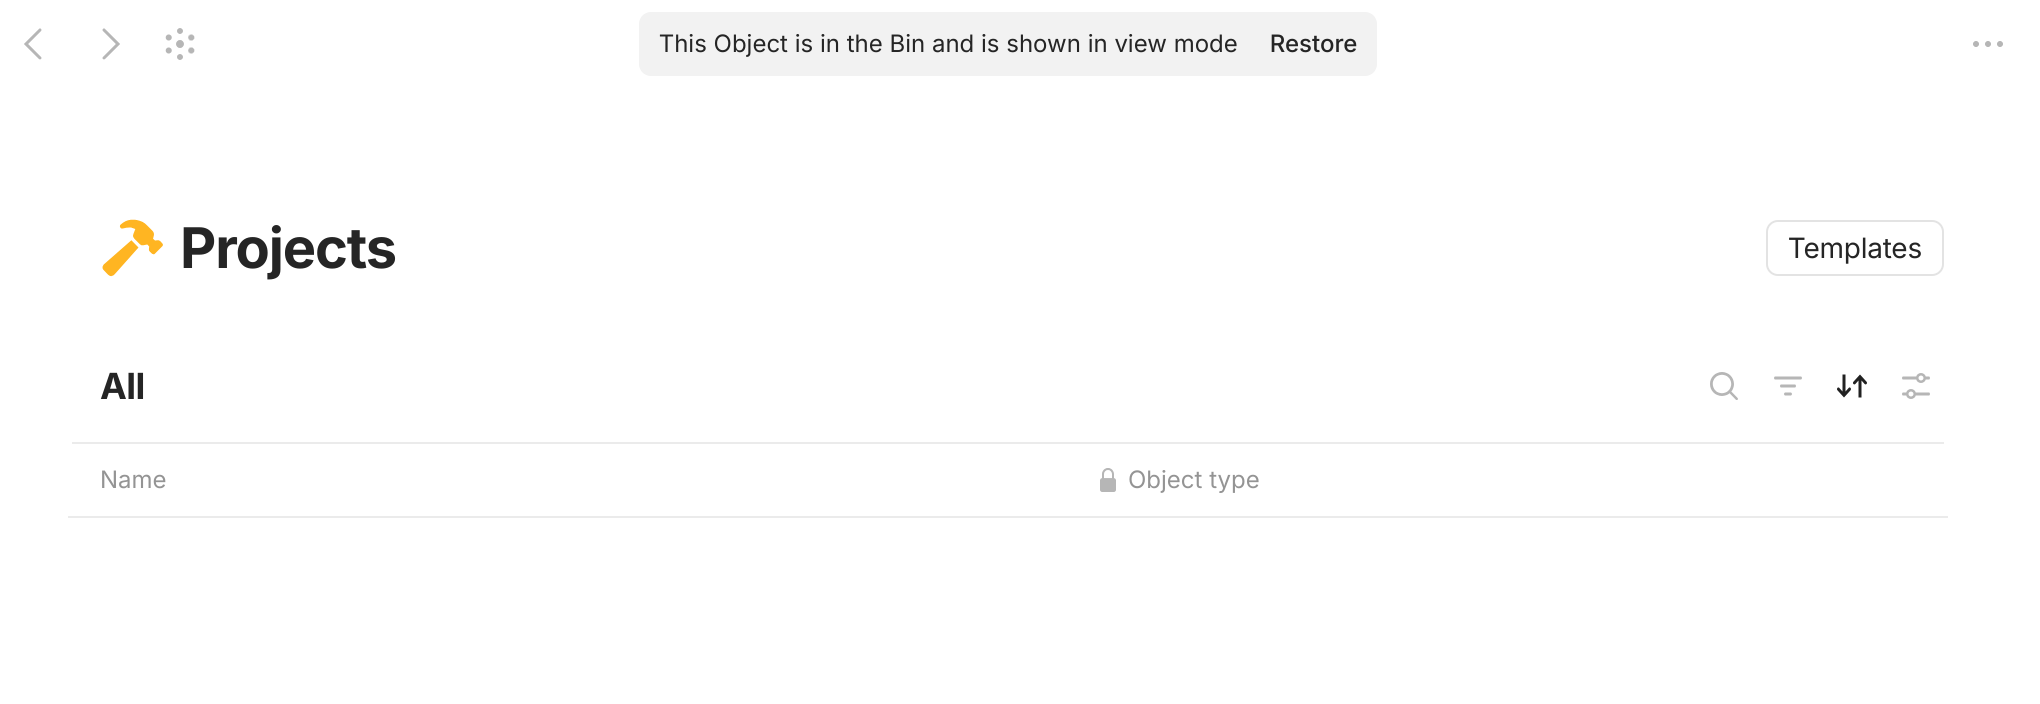 This Object is in the Bin and is shown in view mode Restore
Projects
Templates
All
Name Object type